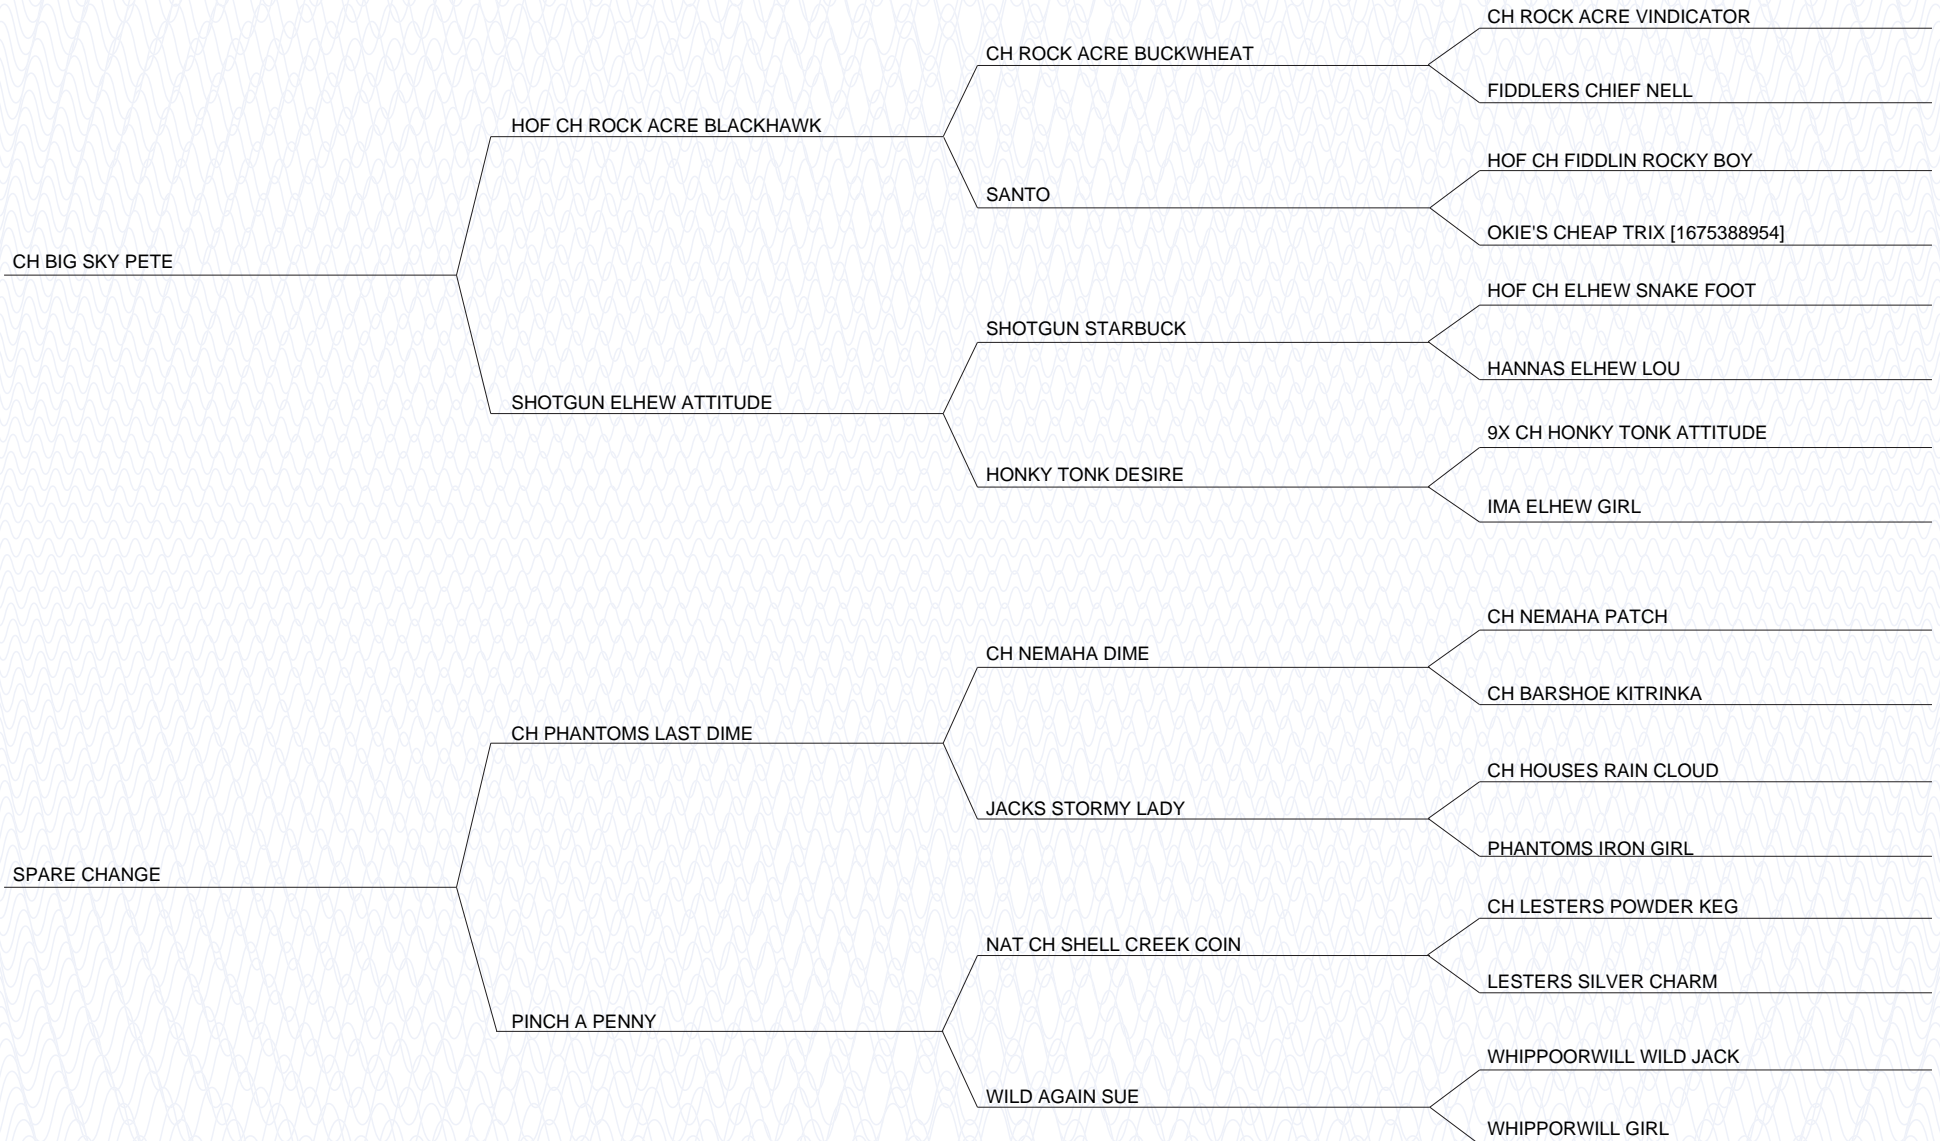 CH ROCK ACRE VINDICATOR
CH ROCK ACRE BUCKWHEAT
FIDDLERS CHIEF NELL
HOF CH ROCK ACRE BLACKHAWK
HOF CH FIDDLIN ROCKY BOY
SANTO
OKIE'S CHEAP TRIX [1675388954]
CH BIG SKY PETE
HOF CH ELHEW SNAKE FOOT
SHOTGUN STARBUCK
HANNAS ELHEW LOU
SHOTGUN ELHEW ATTITUDE
9X CH HONKY TONK ATTITUDE
HONKY TONK DESIRE
IMA ELHEW GIRL
CH NEMAHA PATCH
CH NEMAHA DIME
CH BARSHOE KITRINKA
CH PHANTOMS LAST DIME
CH HOUSES RAIN CLOUD
JACKS STORMY LADY
PHANTOMS IRON GIRL
SPARE CHANGE
CH LESTERS POWDER KEG
NAT CH SHELL CREEK COIN
LESTERS SILVER CHARM
PINCH A PENNY
WHIPPOORWILL WILD JACK
WILD AGAIN SUE
WHIPPORWILL GIRL